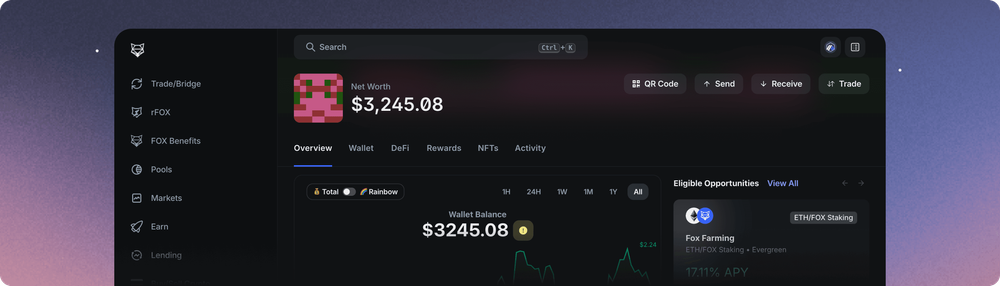 Search
Ctrl + K
Trade/Bridge
rFOX
FOX Benefits
Pools
Markets
Earn
Lending
Net Worth
$3,245.08
QR Code
Send
Receive
Trade
Overview
Wallet
DeFi
Rewards
NFTs
Activity
Total
Rainbow
1H
24H
1W
1M
1Y
All
Wallet Balance
$3245.08
$2.24
Eligible Opportunities
View All
ETH/FOX Staking
Fox Farming
ETH/FOX Staking • Evergreen
17.11% APY